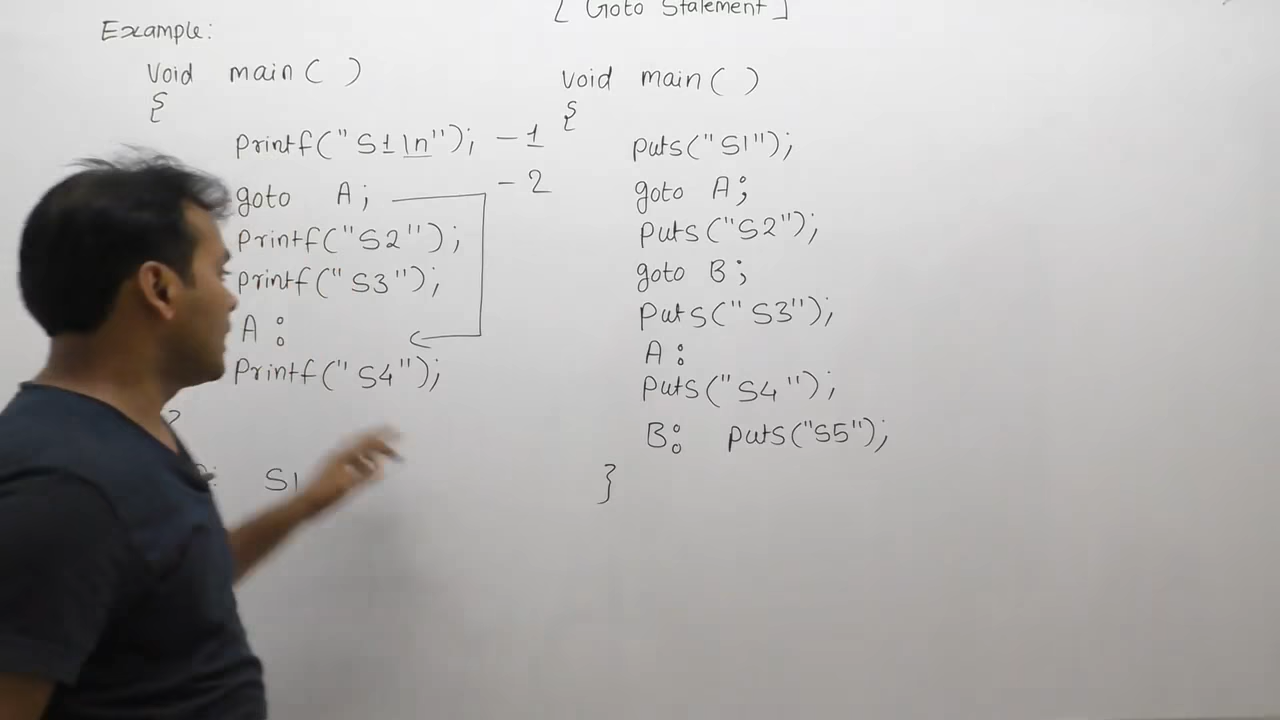 [ Goto Statement ]
Example:
Void main( )
{
Printf("S1\n"); - 1
goto A; - 2
Printf("S2");
Printf("S3");
A :
Printf("S4");
S1
Void main( )
{
Puts("S1");
goto A;
Puts("S2");
goto B;
Puts("S3");
A :
Puts("S4");
B: Puts("S5");
}